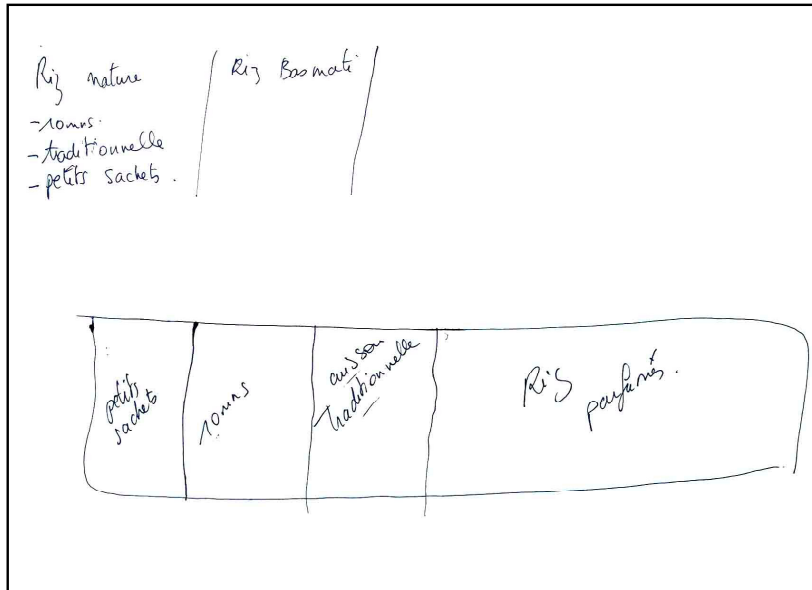 Riz nature
-10mns.
-traditionnelle
-petits sachets.
Riz Basmati
petits
sachets
10mns
cuisson
traditionnelle
Riz
parfumés.